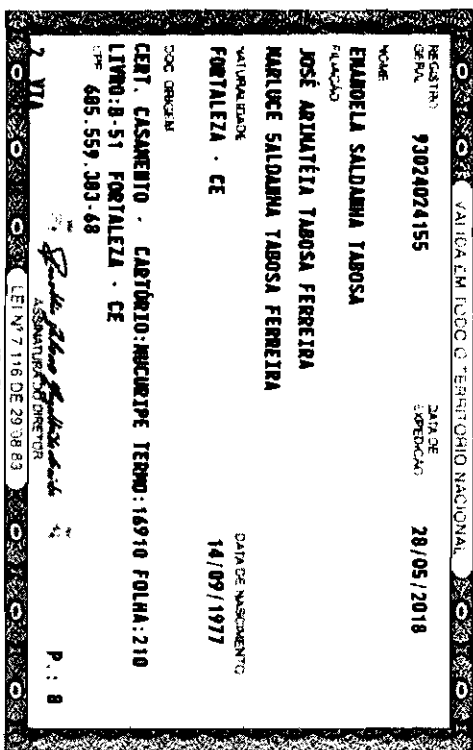 VÁLIDA EM TODO O TERRITÓRIO NACIONAL
REGISTRO GERAL 93024024155 DATA DE EXPEDIÇÃO 28/05/2018
NOME
EMANOELA SALDANHA TABOSA
FILIAÇÃO
JOSÉ ARIMATÉIA TABOSA FERREIRA
MARLUCE SALDANHA TABOSA FERREIRA
NATURALIDADE DATA DE NASCIMENTO
FORTALEZA - CE 14/09/1977
DOC ORIGEM
CERT. CASAMENTO - CARTÓRIO:MUCURIPE TERMO:16910 FOLHA:210
LIVRO:B-51 FORTALEZA - CE
CPF 685.559.383-68
2 VIA P.: 8
ASSINATURA DO DIRETOR
LEI Nº 7.116 DE 29/08/83